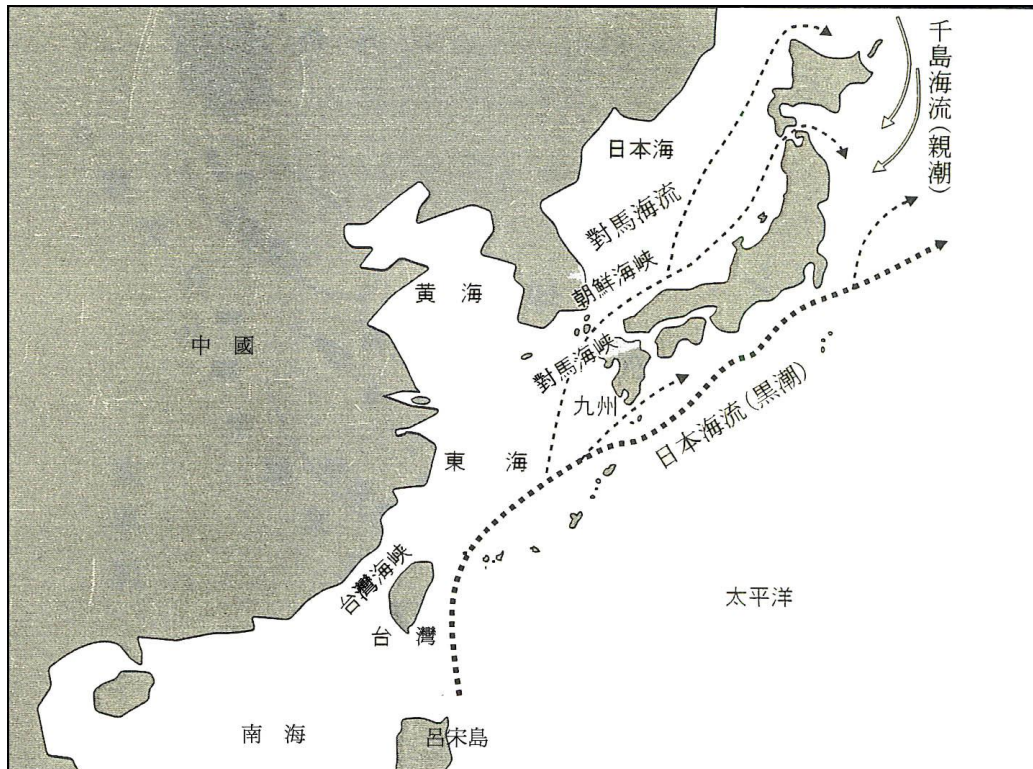 千島海流(親潮)
日本海
對馬海流
朝鮮海峽
黃海
中國
對馬海峽
九州
日本海流(黒潮)
東海
台灣海峽
太平洋
台灣
南海
呂宋島